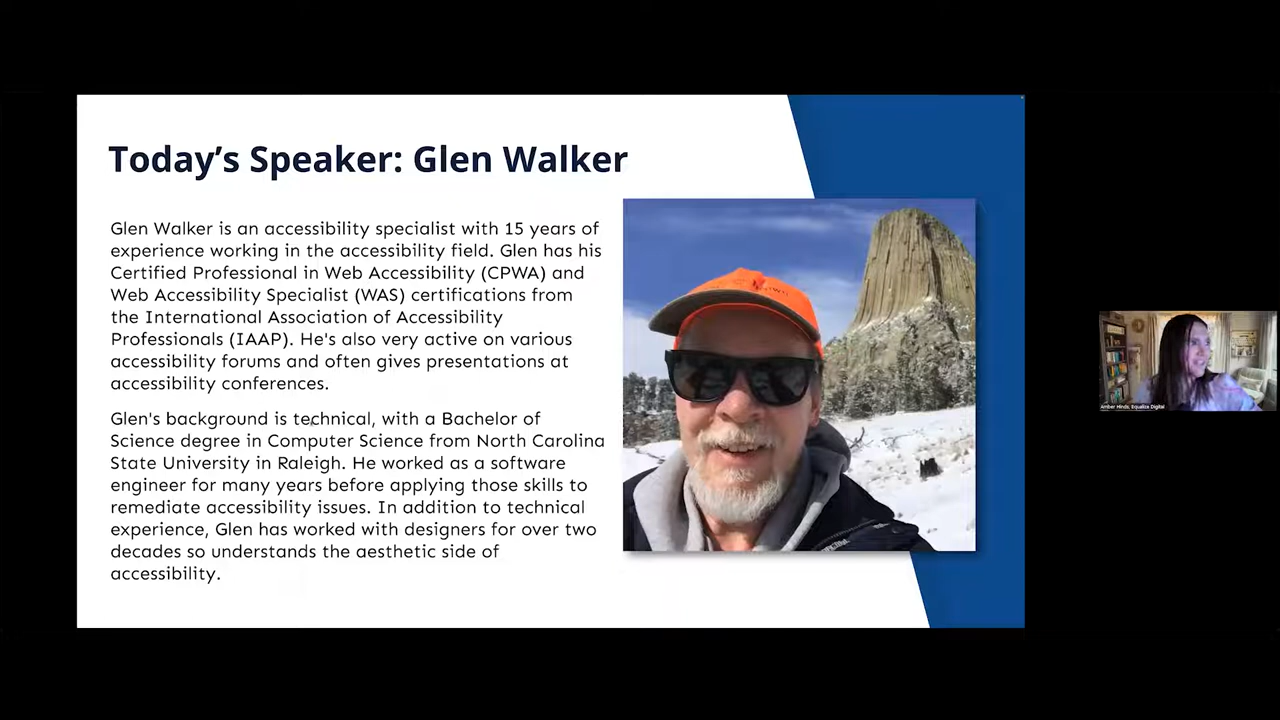 Today's Speaker: Glen Walker
Glen Walker is an accessibility specialist with 15 years of
experience working in the accessibility field. Glen has his
Certified Professional in Web Accessibility (CPWA) and
Web Accessibility Specialist (WAS) certifications from
the International Association of Accessibility
Professionals (IAAP). He's also very active on various
accessibility forums and often gives presentations at
accessibility conferences.
Glen's background is technical, with a Bachelor of
Science degree in Computer Science from North Carolina
State University in Raleigh. He worked as a software
engineer for many years before applying those skills to
remediate accessibility issues. In addition to technical
experience, Glen has worked with designers for over two
decades so understands the aesthetic side of
accessibility.
Amber Hinds, Equalize Digital